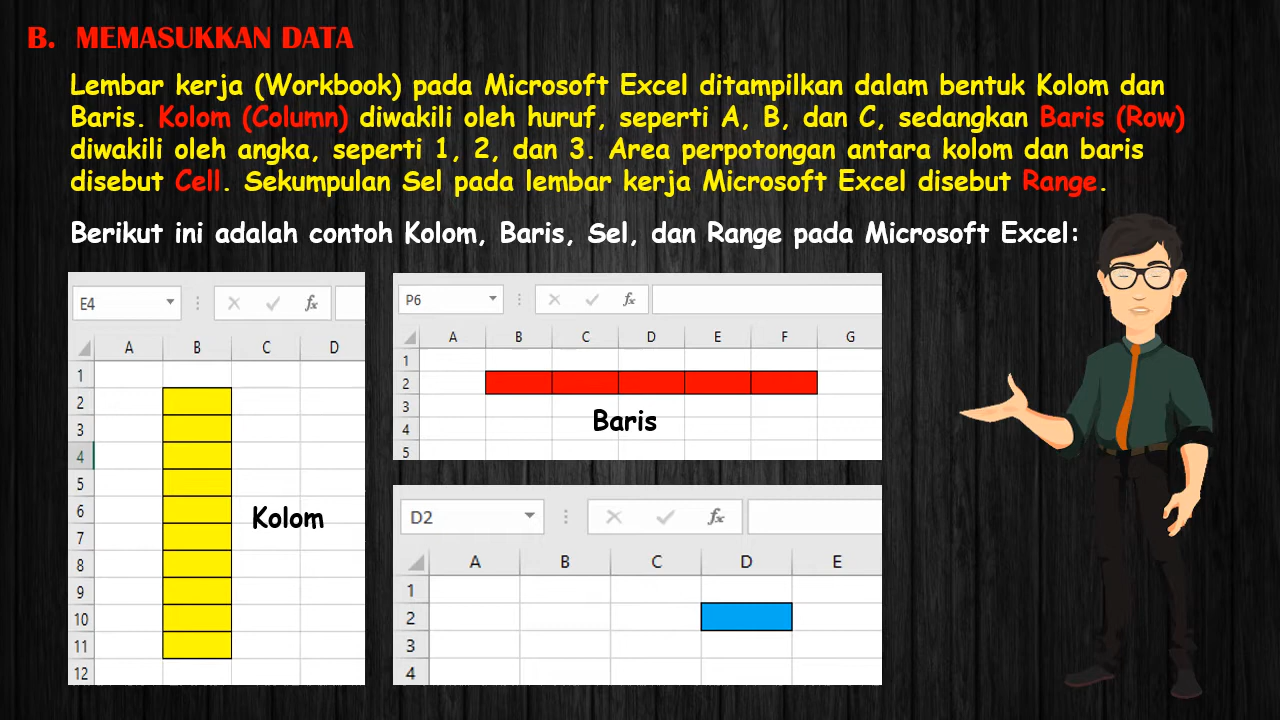 B. MEMASUKKAN DATA
Lembar kerja (Workbook) pada Microsoft Excel ditampilkan dalam bentuk Kolom dan
Baris. Kolom (Column) diwakili oleh huruf, seperti A, B, dan C, sedangkan Baris (Row)
diwakili oleh angka, seperti 1, 2, dan 3. Area perpotongan antara kolom dan baris
disebut Cell. Sekumpulan Sel pada lembar kerja Microsoft Excel disebut Range.
Berikut ini adalah contoh Kolom, Baris, Sel, dan Range pada Microsoft Excel:
E4 fx
A B C D
1
2
3
4
5
6
7
8
9
10
11
12
Kolom
P6 fx
A B C D E F G
1
2
3
4
5
Baris
D2 fx
A B C D E
1
2
3
4